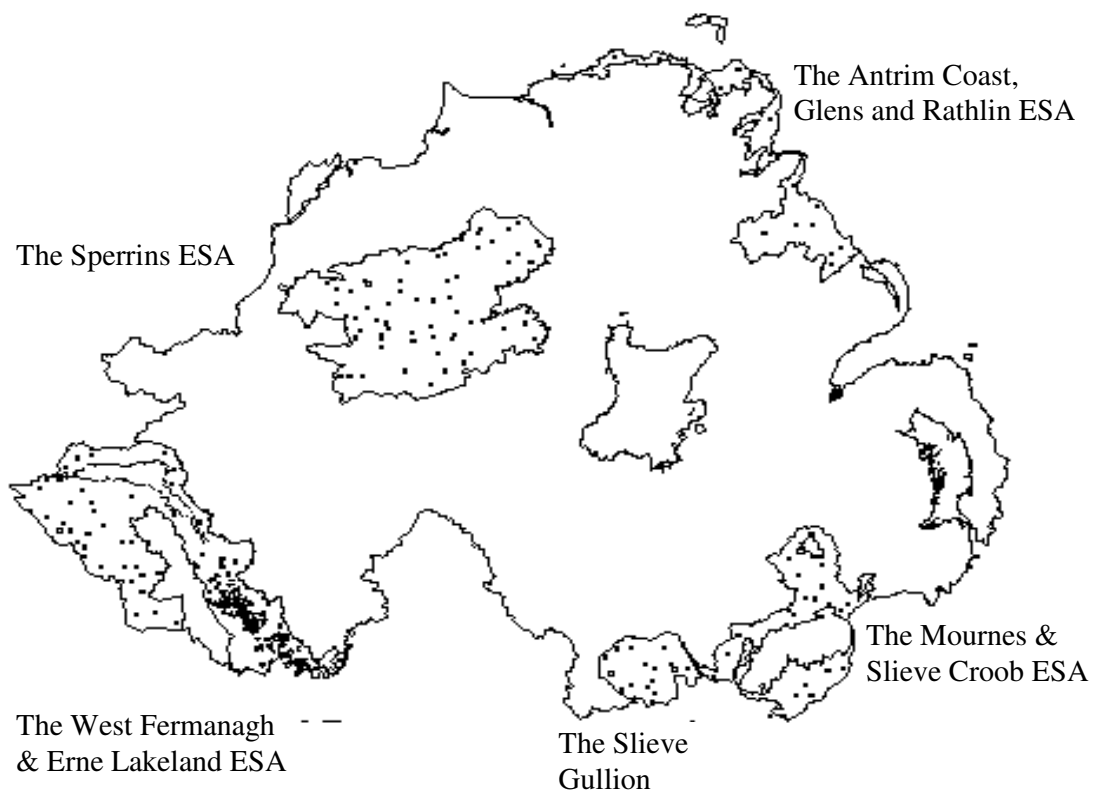 The Antrim Coast,
Glens and Rathlin ESA
The Sperrins ESA
The Mournes &
Slieve Croob ESA
The West Fermanagh
& Erne Lakeland ESA
The Slieve
Gullion